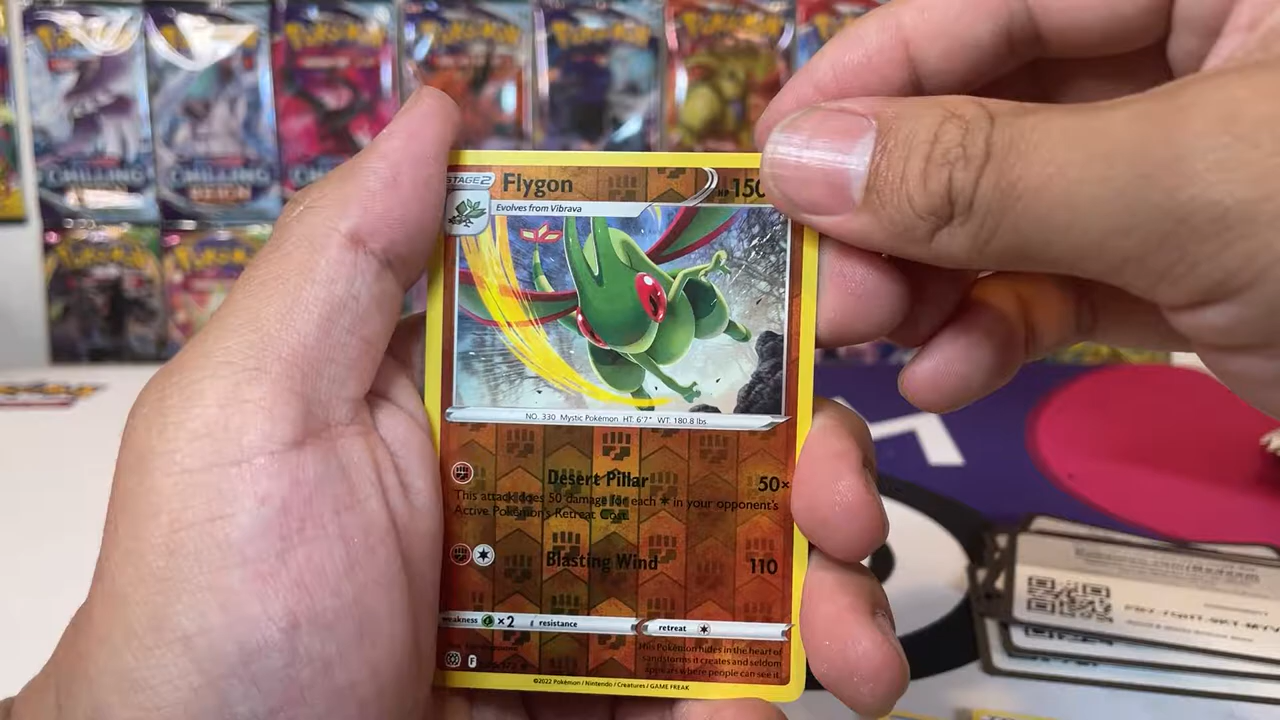 POKÉMON
CHILLING
REIGN
CHILLING
REIGN
STAGE2
Flygon
HP 150
Evolves from Vibrava
NO. 330 Mystic Pokémon HT: 6'7" WT: 180.8 lbs
Desert Pillar 50×
This attack does 50 damage for each in your opponent's
Active Pokémon's Retreat Cost.
Blasting Wind 110
weakness ×2 resistance retreat
F
This Pokémon hides in the heart of
sandstorms it creates and seldom
appears where people can see it.
©2022 Pokémon / Nintendo / Creatures / GAME FREAK